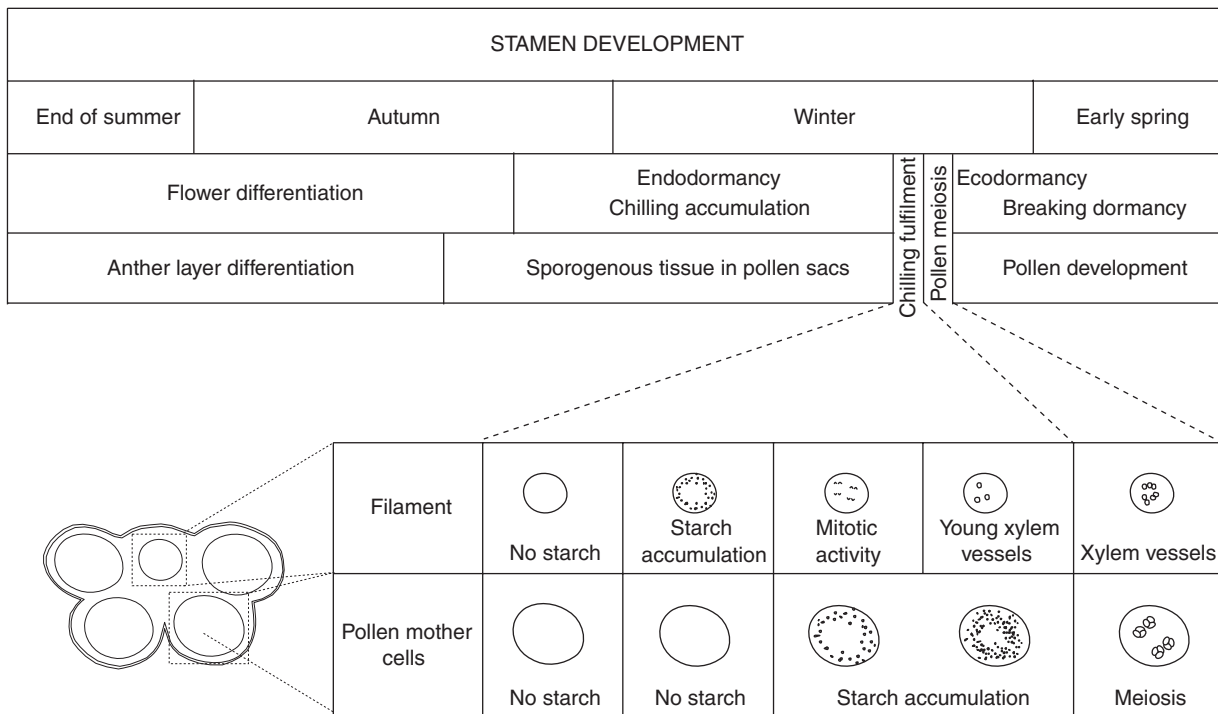 STAMEN DEVELOPMENT
End of summer
Autumn
Winter
Early spring
Flower differentiation
Endodormancy
Chilling accumulation
Chilling fulfilment
Pollen meiosis
Ecodormancy
Breaking dormancy
Anther layer differentiation
Sporogenous tissue in pollen sacs
Pollen development
Filament
No starch
Starch
accumulation
Mitotic
activity
Young xylem
vessels
Xylem vessels
Pollen mother
cells
No starch
No starch
Starch accumulation
Meiosis